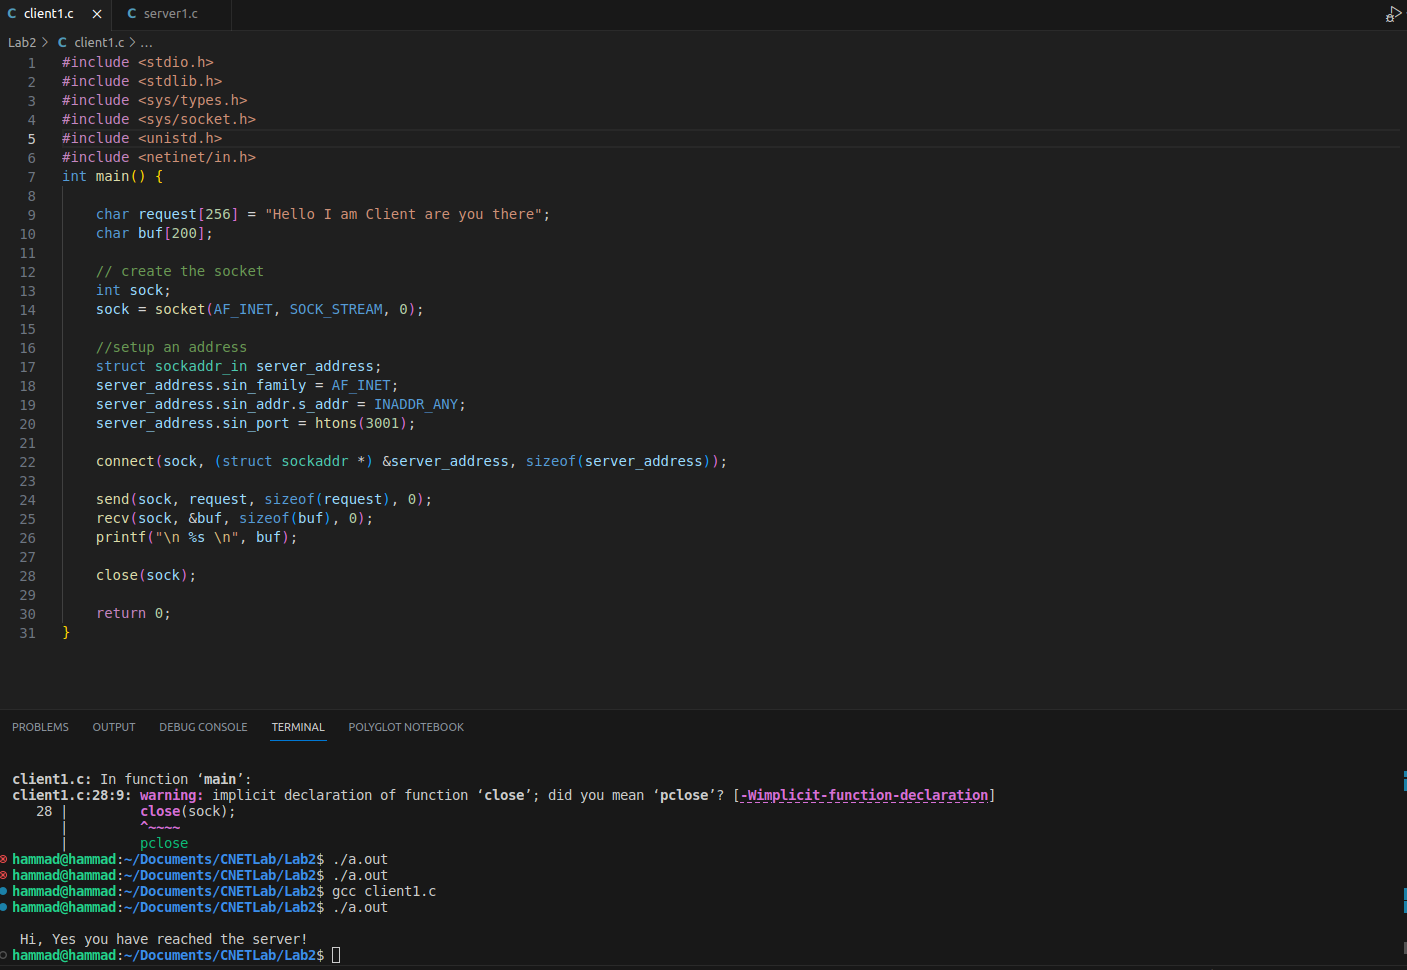 C client1.c × C server1.c
Lab2 > C client1.c > ...
1 #include <stdio.h>
2 #include <stdlib.h>
3 #include <sys/types.h>
4 #include <sys/socket.h>
5 #include <unistd.h>
6 #include <netinet/in.h>
7 int main() {
8
9     char request[256] = "Hello I am Client are you there";
10     char buf[200];
11
12     // create the socket
13     int sock;
14     sock = socket(AF_INET, SOCK_STREAM, 0);
15
16     //setup an address
17     struct sockaddr_in server_address;
18     server_address.sin_family = AF_INET;
19     server_address.sin_addr.s_addr = INADDR_ANY;
20     server_address.sin_port = htons(3001);
21
22     connect(sock, (struct sockaddr *) &server_address, sizeof(server_address));
23
24     send(sock, request, sizeof(request), 0);
25     recv(sock, &buf, sizeof(buf), 0);
26     printf("\n %s \n", buf);
27
28     close(sock);
29
30     return 0;
31 }
PROBLEMS OUTPUT DEBUG CONSOLE TERMINAL POLYGLOT NOTEBOOK
client1.c: In function ‘main’:
client1.c:28:9: warning: implicit declaration of function ‘close’; did you mean ‘pclose’? [-Wimplicit-function-declaration]
   28 |         close(sock);
      |         ^~~~~
      |         pclose
hammad@hammad:~/Documents/CNETLab/Lab2$ ./a.out
hammad@hammad:~/Documents/CNETLab/Lab2$ ./a.out
hammad@hammad:~/Documents/CNETLab/Lab2$ gcc client1.c
hammad@hammad:~/Documents/CNETLab/Lab2$ ./a.out
 Hi, Yes you have reached the server!
hammad@hammad:~/Documents/CNETLab/Lab2$